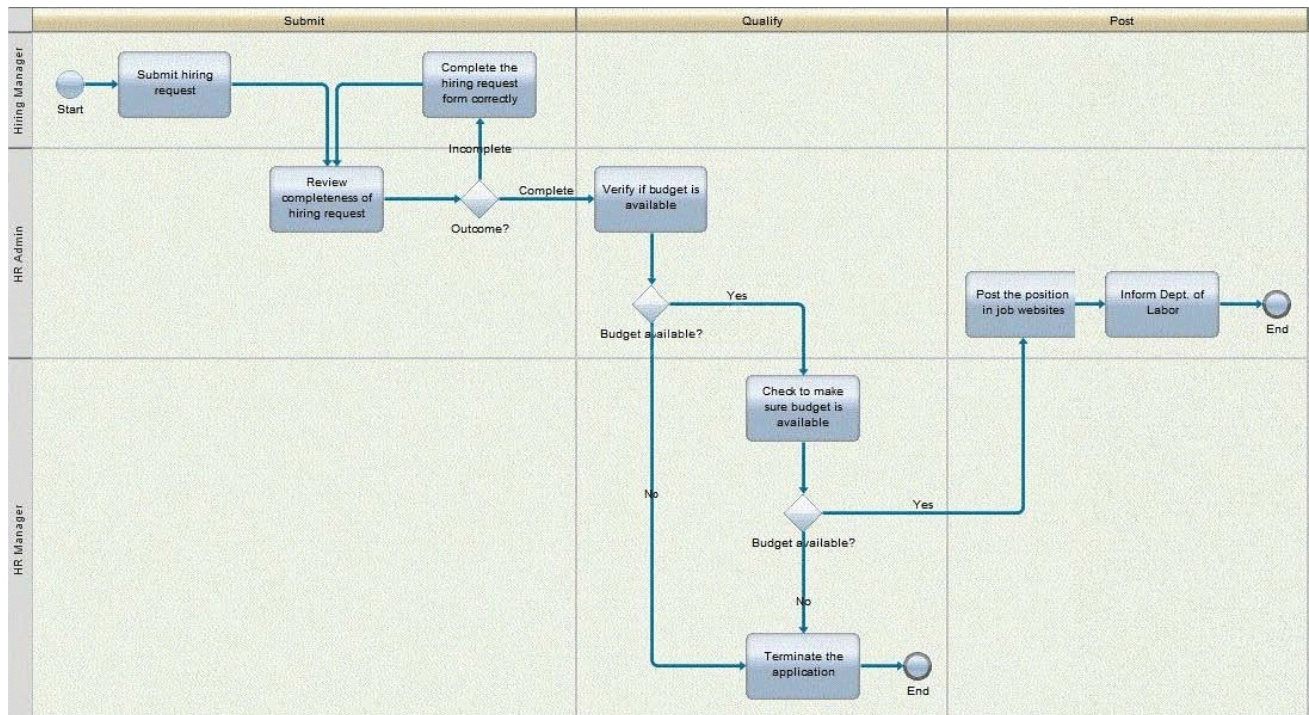 Submit
Qualify
Post
Hiring Manager
Start
Submit hiring
request
Complete the
hiring request
form correctly
Incomplete
HR Admin
Review
completeness of
hiring request
Outcome?
Complete
Verify if budget is
available
Budget available?
Yes
Post the position
in job websites
Inform Dept. of
Labor
End
HR Manager
Check to make
sure budget is
available
No
Budget available?
Yes
No
Terminate the
application
End